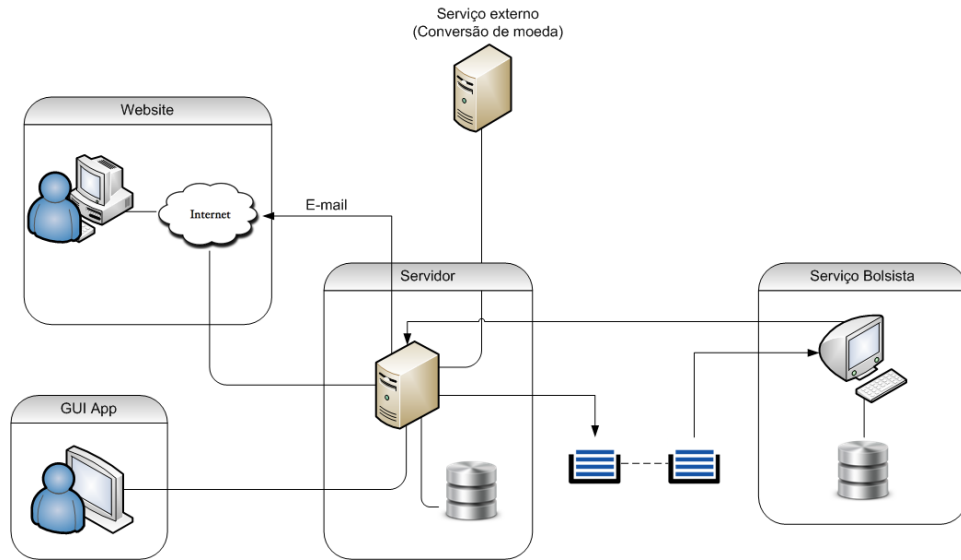 Serviço externo
(Conversão de moeda)
Website
Internet
E-mail
Servidor
Serviço Bolsista
GUI App